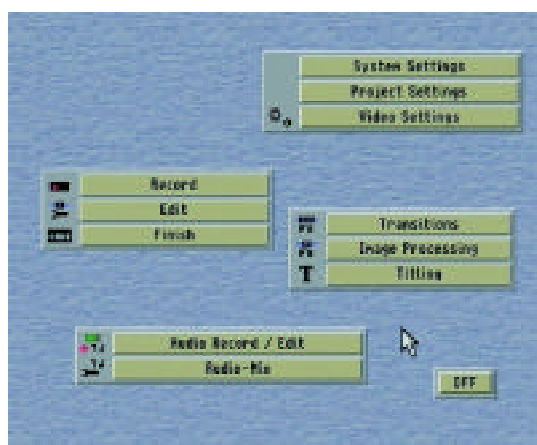 System Settings
Project Settings
Video Settings
Record
Edit
Finish
Transitions
Image Processing
Titling
Audio Record / Edit
Audio-Mix
OFF